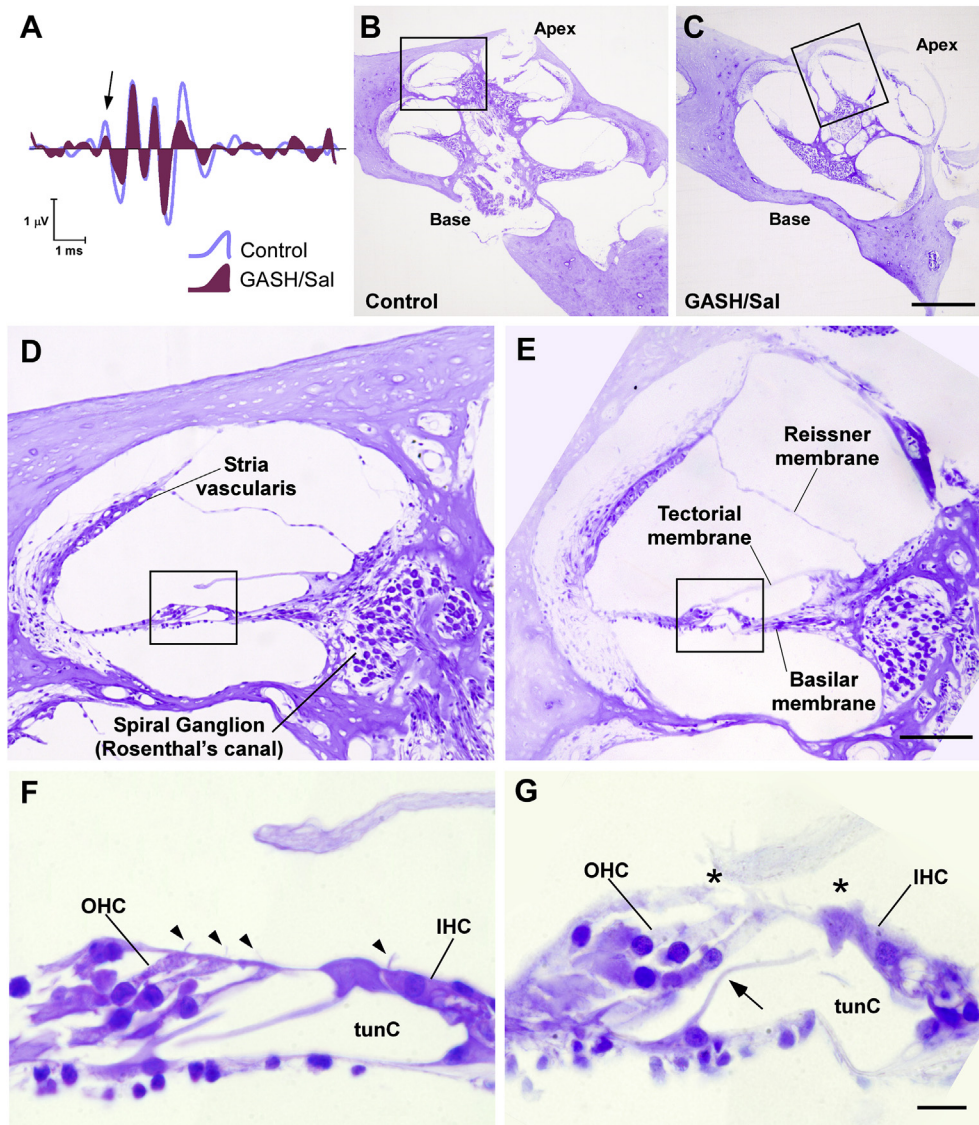 A
1 µV
1 ms
Control
GASH/Sal
B
Apex
Base
Control
C
Apex
Base
GASH/Sal
D
Stria
vascularis
Spiral Ganglion
(Rosenthal's canal)
E
Reissner
membrane
Tectorial
membrane
Basilar
membrane
F
OHC
IHC
tunC
G
*
*
OHC
IHC
tunC